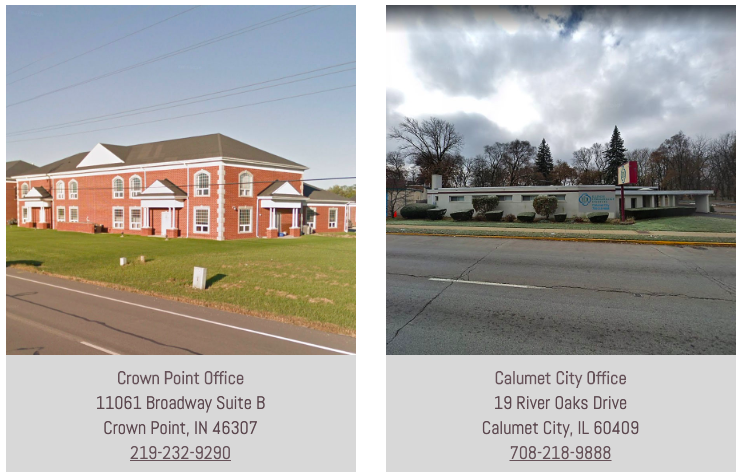 Crown Point Office
11061 Broadway Suite B
Crown Point, IN 46307
219-232-9290
Calumet City Office
19 River Oaks Drive
Calumet City, IL 60409
708-218-9888